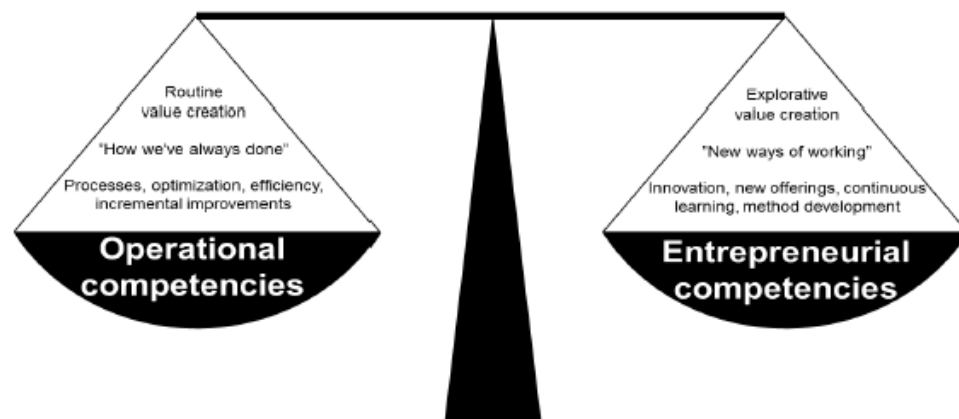 Routine
value creation
"How we've always done"
Processes, optimization, efficiency,
incremental improvements
Operational
competencies
Explorative
value creation
"New ways of working"
Innovation, new offerings, continuous
learning, method development
Entrepreneurial
competencies